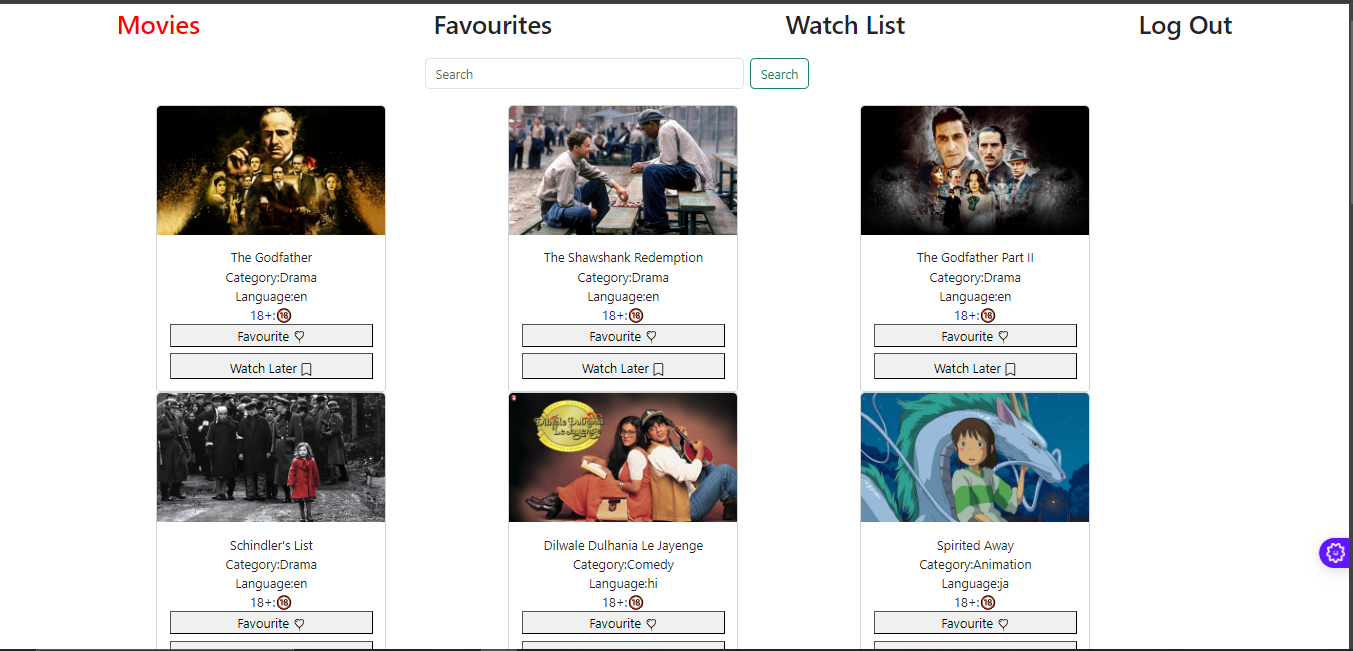 Movies
Favourites
Watch List
Log Out
Search
Search
The Godfather
Category:Drama
Language:en
18+:🔞
Favourite
Watch Later
The Shawshank Redemption
Category:Drama
Language:en
18+:🔞
Favourite
Watch Later
The Godfather Part II
Category:Drama
Language:en
18+:🔞
Favourite
Watch Later
Schindler's List
Category:Drama
Language:en
18+:🔞
Favourite
Dilwale Dulhania
Le Jayenge
Dilwale Dulhania Le Jayenge
Category:Comedy
Language:hi
18+:🔞
Favourite
Spirited Away
Category:Animation
Language:ja
18+:🔞
Favourite